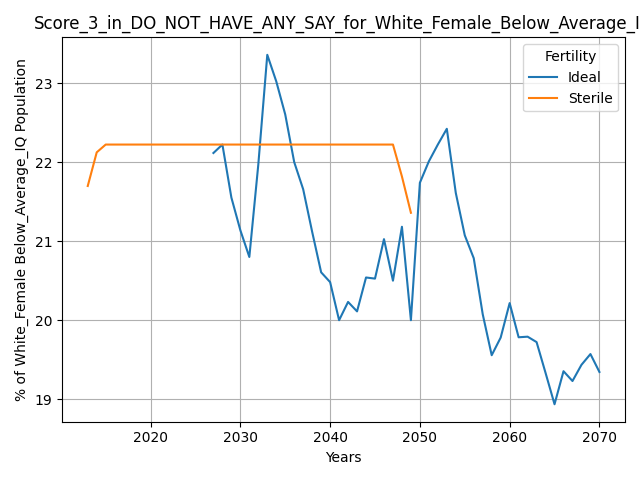 Score_3_in_DO_NOT_HAVE_ANY_SAY_for_White_Female_Below_Average_I
Fertility
Ideal
Sterile
% of White_Female Below_Average_IQ Population
23
22
21
20
19
2020 2030 2040 2050 2060 2070
Years